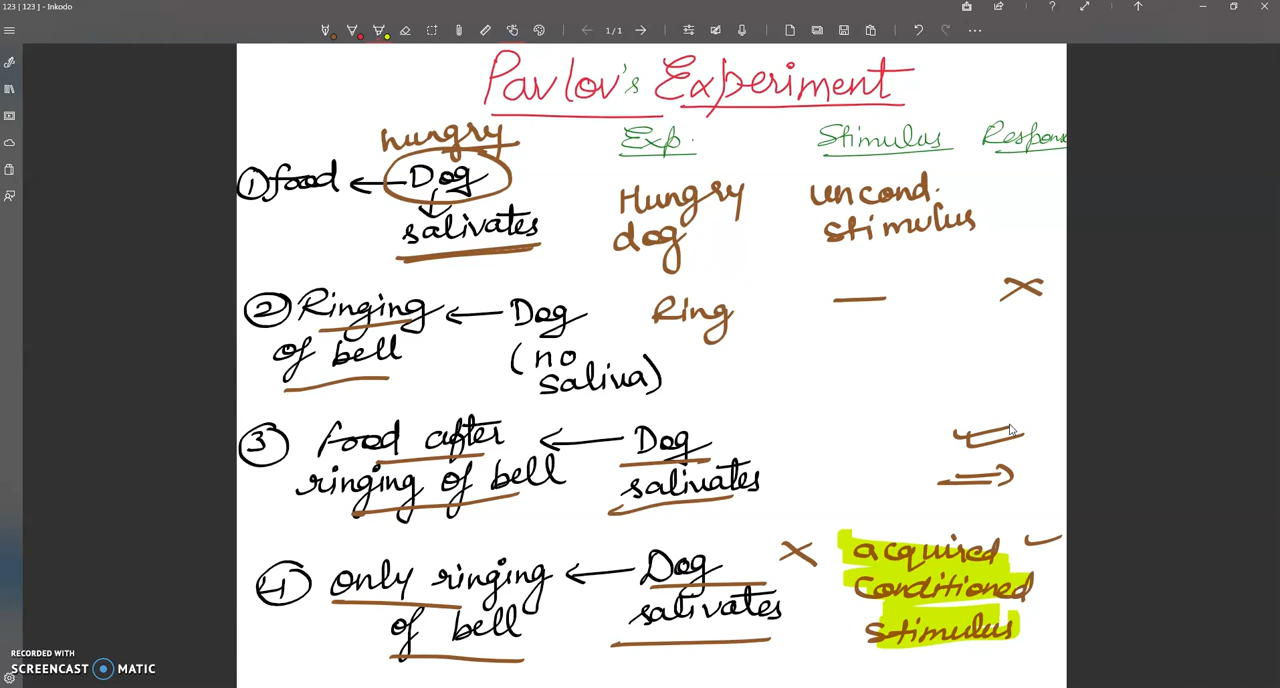 123 [ 123 ] - Inkodo
1/1
Pavlov's Experiment
hungry
Exp.
Stimulus
Respons
① food ← Dog
salivates
Hungry
dog
uncond.
stimulus
② Ringing ← Dog
of bell
(no
saliva)
Ring
—
×
③ food after ← Dog
ringing of bell
salivates
④ only ringing ← Dog
of bell
salivates
×
acquired ✓
Conditioned
stimulus
RECORDED WITH
SCREENCAST MATIC